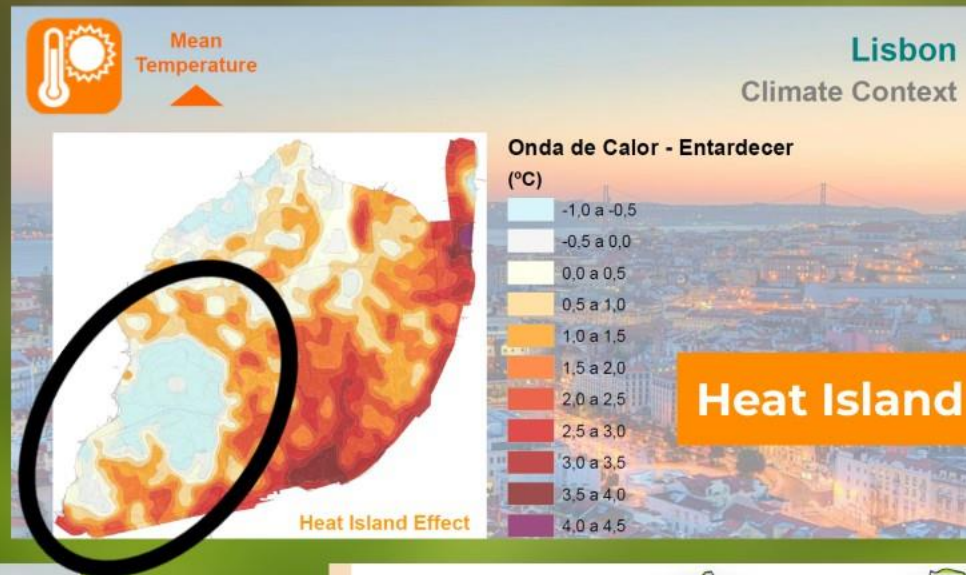 Mean
Temperature
Lisbon
Climate Context
Onda de Calor - Entardecer
(ºC)
-1,0 a -0,5
-0,5 a 0,0
0,0 a 0,5
0,5 a 1,0
1,0 a 1,5
1,5 a 2,0
2,0 a 2,5
2,5 a 3,0
3,0 a 3,5
3,5 a 4,0
4,0 a 4,5
Heat Island
Heat Island Effect